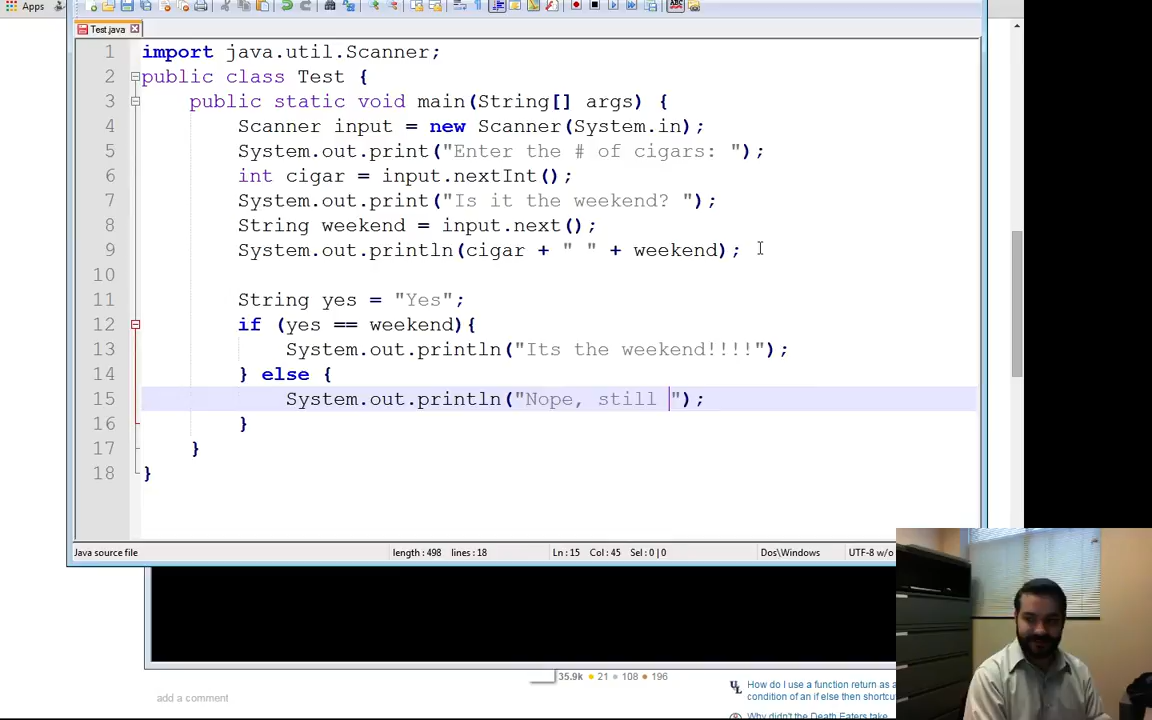 Apps
Test.java
1 import java.util.Scanner;
2 public class Test {
3 public static void main(String[] args) {
4 Scanner input = new Scanner(System.in);
5 System.out.print("Enter the # of cigars: ");
6 int cigar = input.nextInt();
7 System.out.print("Is it the weekend? ");
8 String weekend = input.next();
9 System.out.println(cigar + " " + weekend);
10
11 String yes = "Yes";
12 if (yes == weekend){
13 System.out.println("Its the weekend!!!!");
14 } else {
15 System.out.println("Nope, still ");
16 }
17 }
18 }
Java source file length : 498 lines : 18 Ln : 15 Col : 45 Sel : 0 | 0 Dos\Windows UTF-8 w/o
35.9k 21 108 196
add a comment
How do I use a function return as a
condition of an if else then shortcut
Why didn't the Death Eaters take